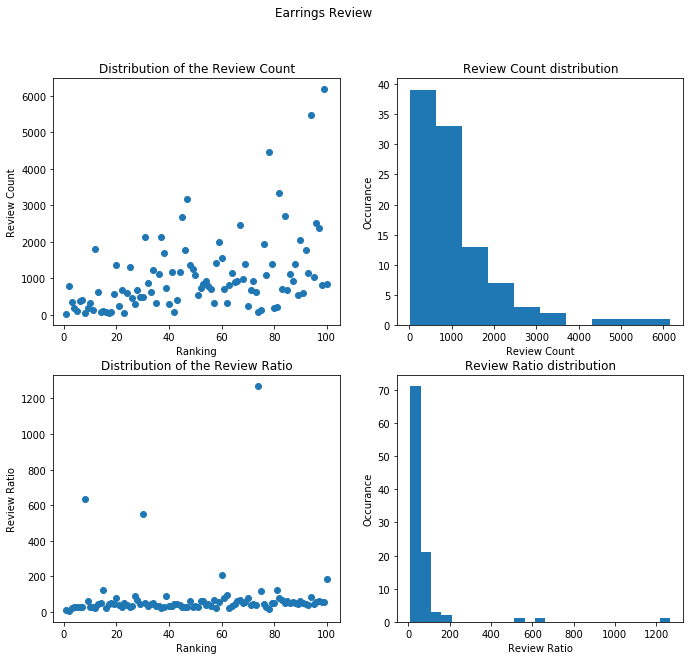 Earrings Review
Distribution of the Review Count
Review Count
6000
5000
4000
3000
2000
1000
0
0 20 40 60 80 100
Ranking
Review Count distribution
Occurance
40
35
30
25
20
15
10
5
0
0 1000 2000 3000 4000 5000 6000
Review Count
Distribution of the Review Ratio
Review Ratio
1200
1000
800
600
400
200
0
0 20 40 60 80 100
Ranking
Review Ratio distribution
Occurance
70
60
50
40
30
20
10
0
0 200 400 600 800 1000 1200
Review Ratio